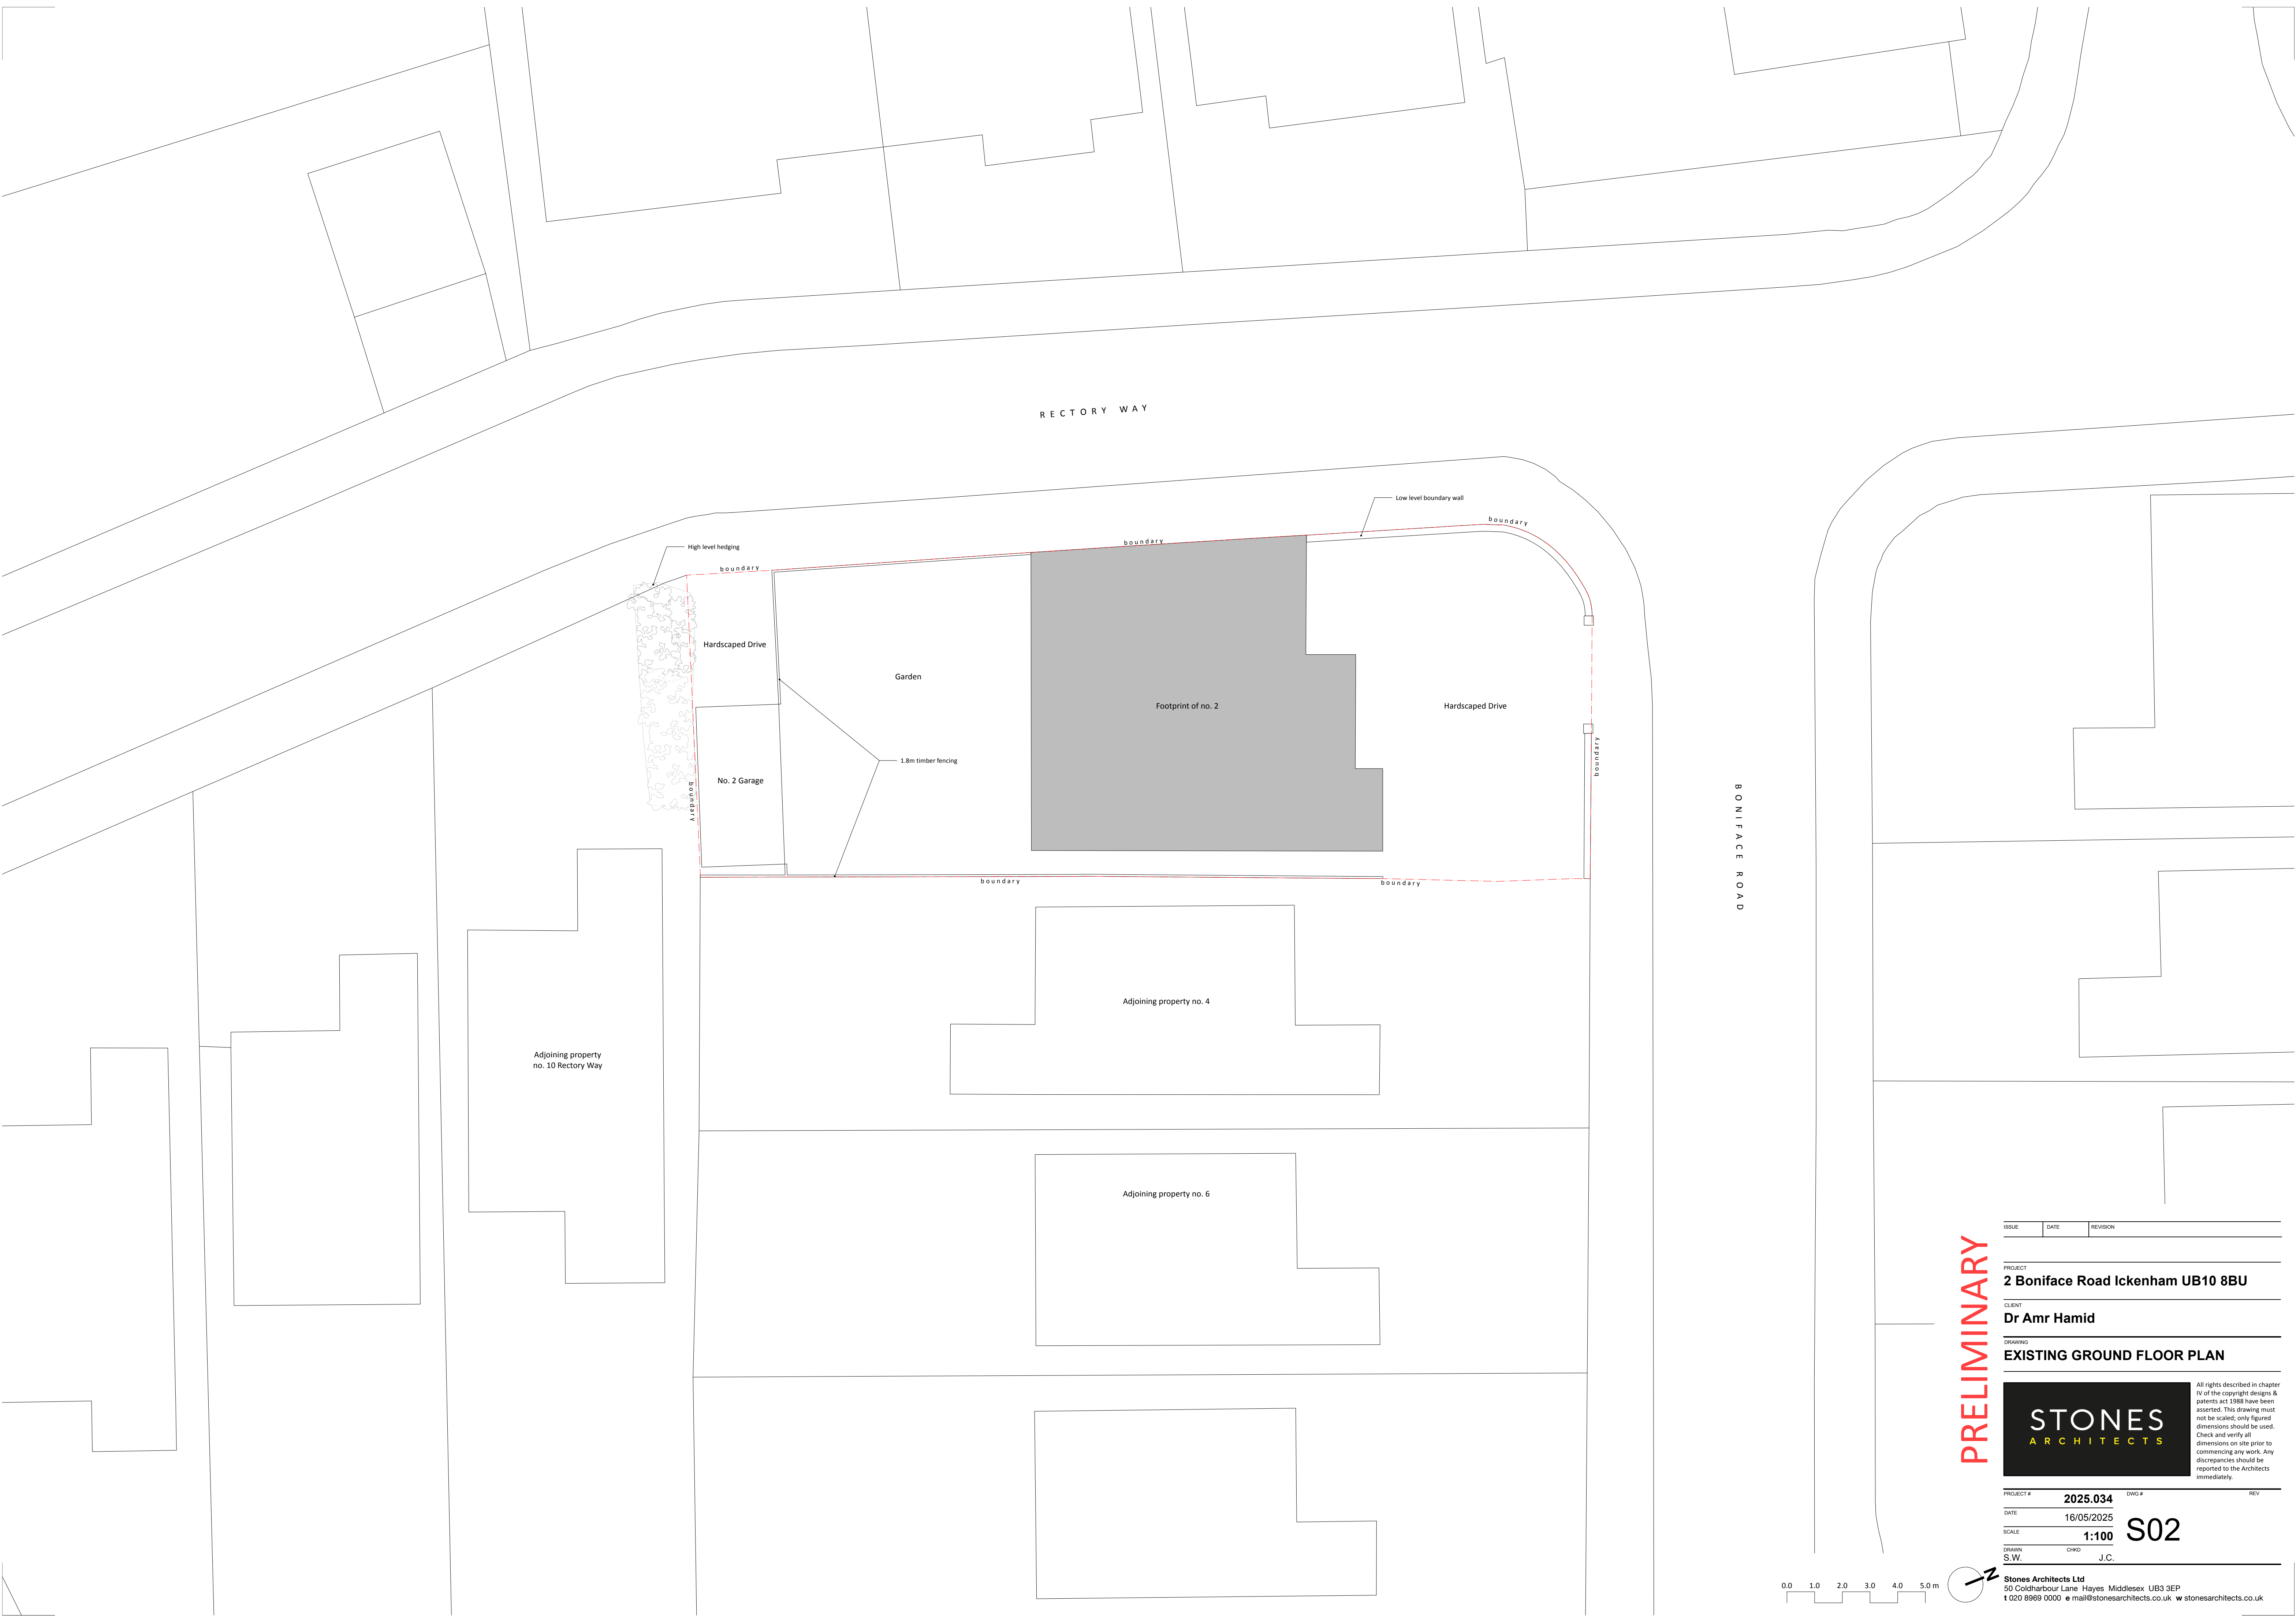 RECTORY WAY
Low level boundary wall
boundary
boundary
High level hedging
boundary
Hardscaped Drive
Garden
Footprint of no. 2
Hardscaped Drive
boundary
1.8m timber fencing
No. 2 Garage
boundary
BONIFACE ROAD
boundary
boundary
Adjoining property no. 4
Adjoining property
no. 10 Rectory Way
Adjoining property no. 6
PRELIMINARY
ISSUE DATE REVISION
PROJECT
2 Boniface Road Ickenham UB10 8BU
CLIENT
Dr Amr Hamid
DRAWING
EXISTING GROUND FLOOR PLAN
STONES
ARCHITECTS
All rights described in chapter
IV of the copyright designs &
patents act 1988 have been
asserted. This drawing must
not be scaled; only figured
dimensions should be used.
Check and verify all
dimensions on site prior to
commencing any work. Any
discrepancies should be
reported to the Architects
immediately.
PROJECT # 2025.034
DWG # REV
DATE 16/05/2025
S02
SCALE 1:100
DRAWN CHKD
S.W. J.C.
0.0 1.0 2.0 3.0 4.0 5.0 m
N
Stones Architects Ltd
50 Coldharbour Lane Hayes Middlesex UB3 3EP
t 020 8969 0000 e mail@stonesarchitects.co.uk w stonesarchitects.co.uk